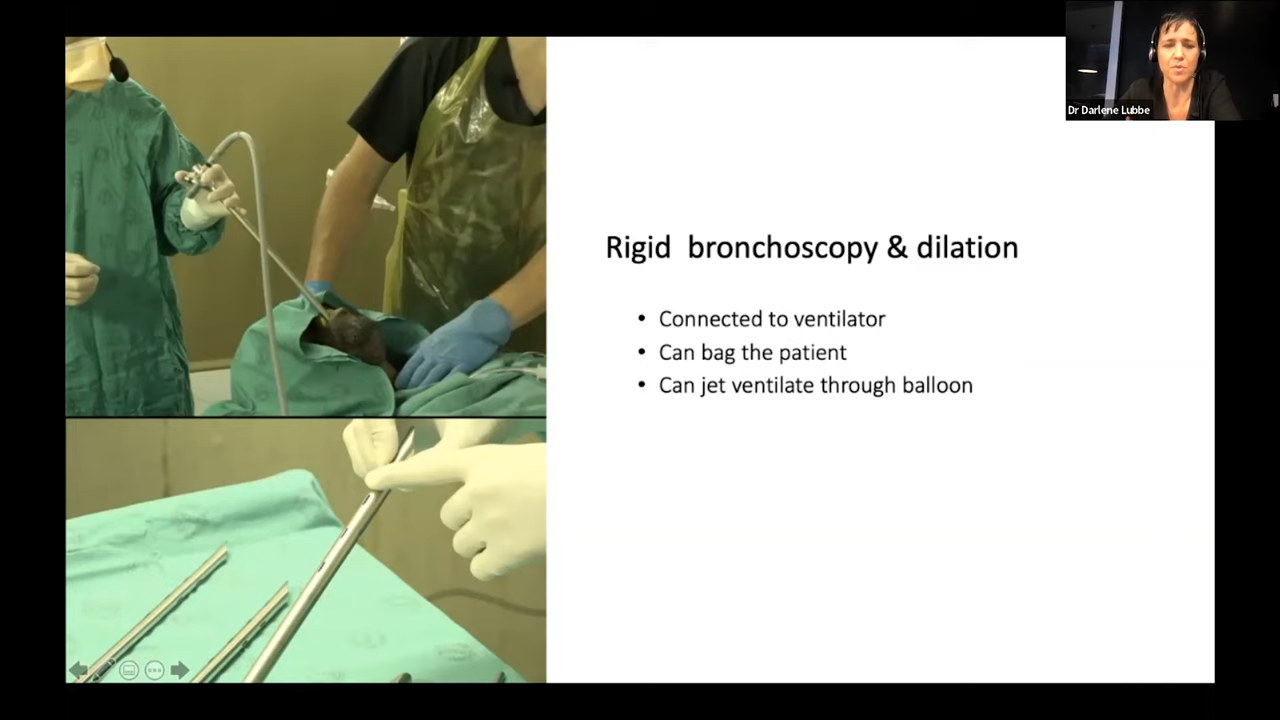 Dr Darlene Lubbe
Rigid bronchoscopy & dilation
• Connected to ventilator
• Can bag the patient
• Can jet ventilate through balloon